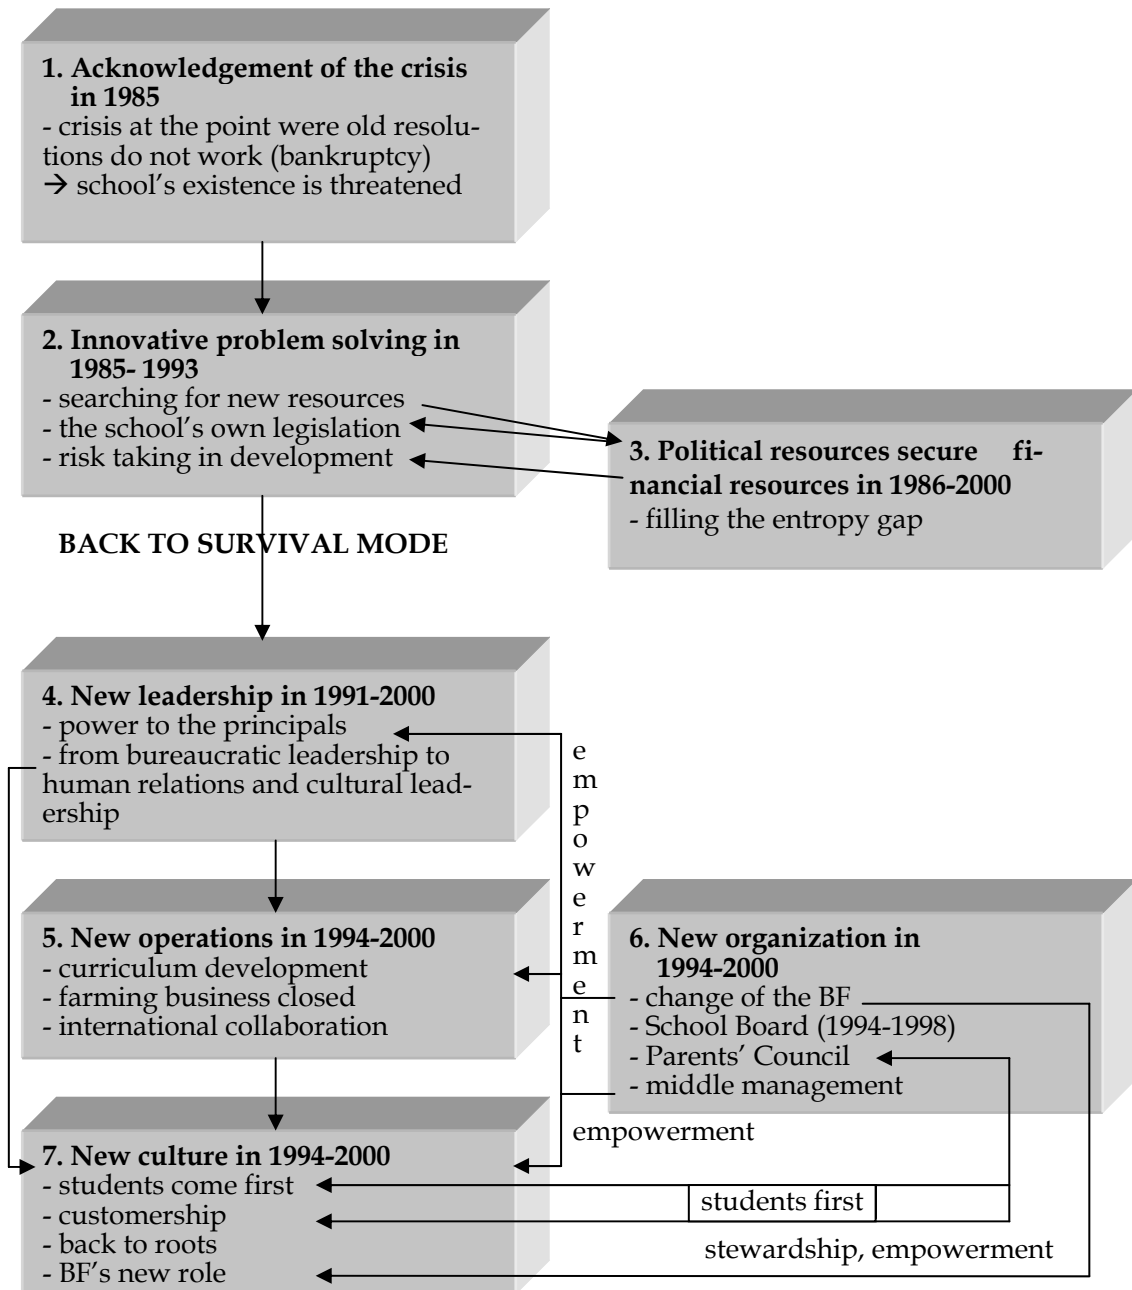 1. Acknowledgement of the crisis
in 1985
- crisis at the point were old resolu-
tions do not work (bankruptcy)
→ school's existence is threatened
2. Innovative problem solving in
1985- 1993
- searching for new resources
- the school's own legislation
- risk taking in development
3. Political resources secure fi-
nancial resources in 1986-2000
- filling the entropy gap
BACK TO SURVIVAL MODE
4. New leadership in 1991-2000
- power to the principals
- from bureaucratic leadership to
human relations and cultural lead-
ership
empowerment
5. New operations in 1994-2000
- curriculum development
- farming business closed
- international collaboration
6. New organization in
1994-2000
- change of the BF
- School Board (1994-1998)
- Parents' Council
- middle management
empowerment
7. New culture in 1994-2000
- students come first
- customership
- back to roots
- BF's new role
students first
stewardship, empowerment